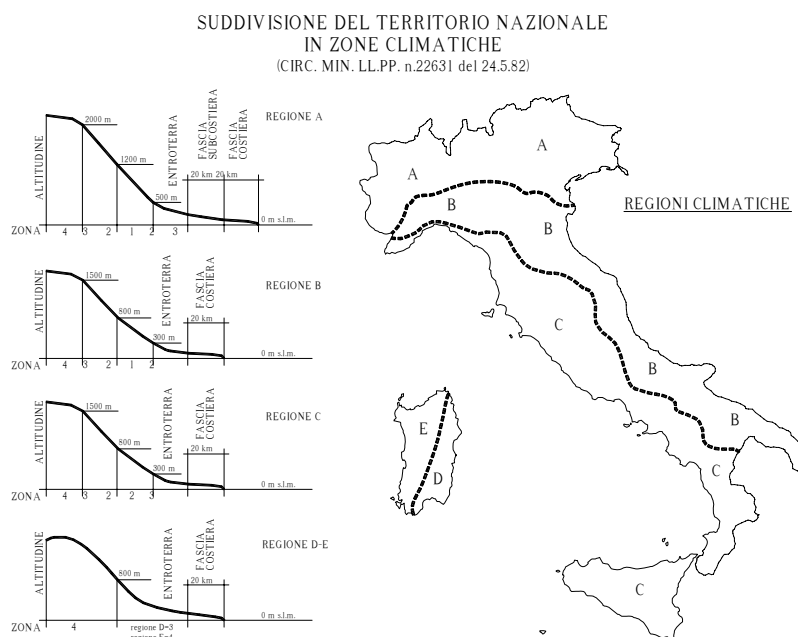 SUDDIVISIONE DEL TERRITORIO NAZIONALE
IN ZONE CLIMATICHE
(CIRC. MIN. LL.PP. n.22631 del 24.5.82)
REGIONE A
ALTITUDINE
2000 m
1200 m
500 m
ENTROTERRA
FASCIA
SUBCOSTIERA
FASCIA
COSTIERA
20 km 20 km
0 m s.l.m.
ZONA 4 3 2 1 2 3
REGIONE B
ALTITUDINE
1500 m
800 m
300 m
ENTROTERRA
FASCIA
COSTIERA
20 km
0 m s.l.m.
ZONA 4 3 2 1 2
REGIONE C
ALTITUDINE
1500 m
800 m
300 m
ENTROTERRA
FASCIA
COSTIERA
20 km
0 m s.l.m.
ZONA 4 3 2 2 3
REGIONE D-E
ALTITUDINE
800 m
ENTROTERRA
FASCIA
COSTIERA
20 km
0 m s.l.m.
ZONA 4 regione D=3
REGIONI CLIMATICHE
A
A
B
B
C
B
B
E
D
C
C